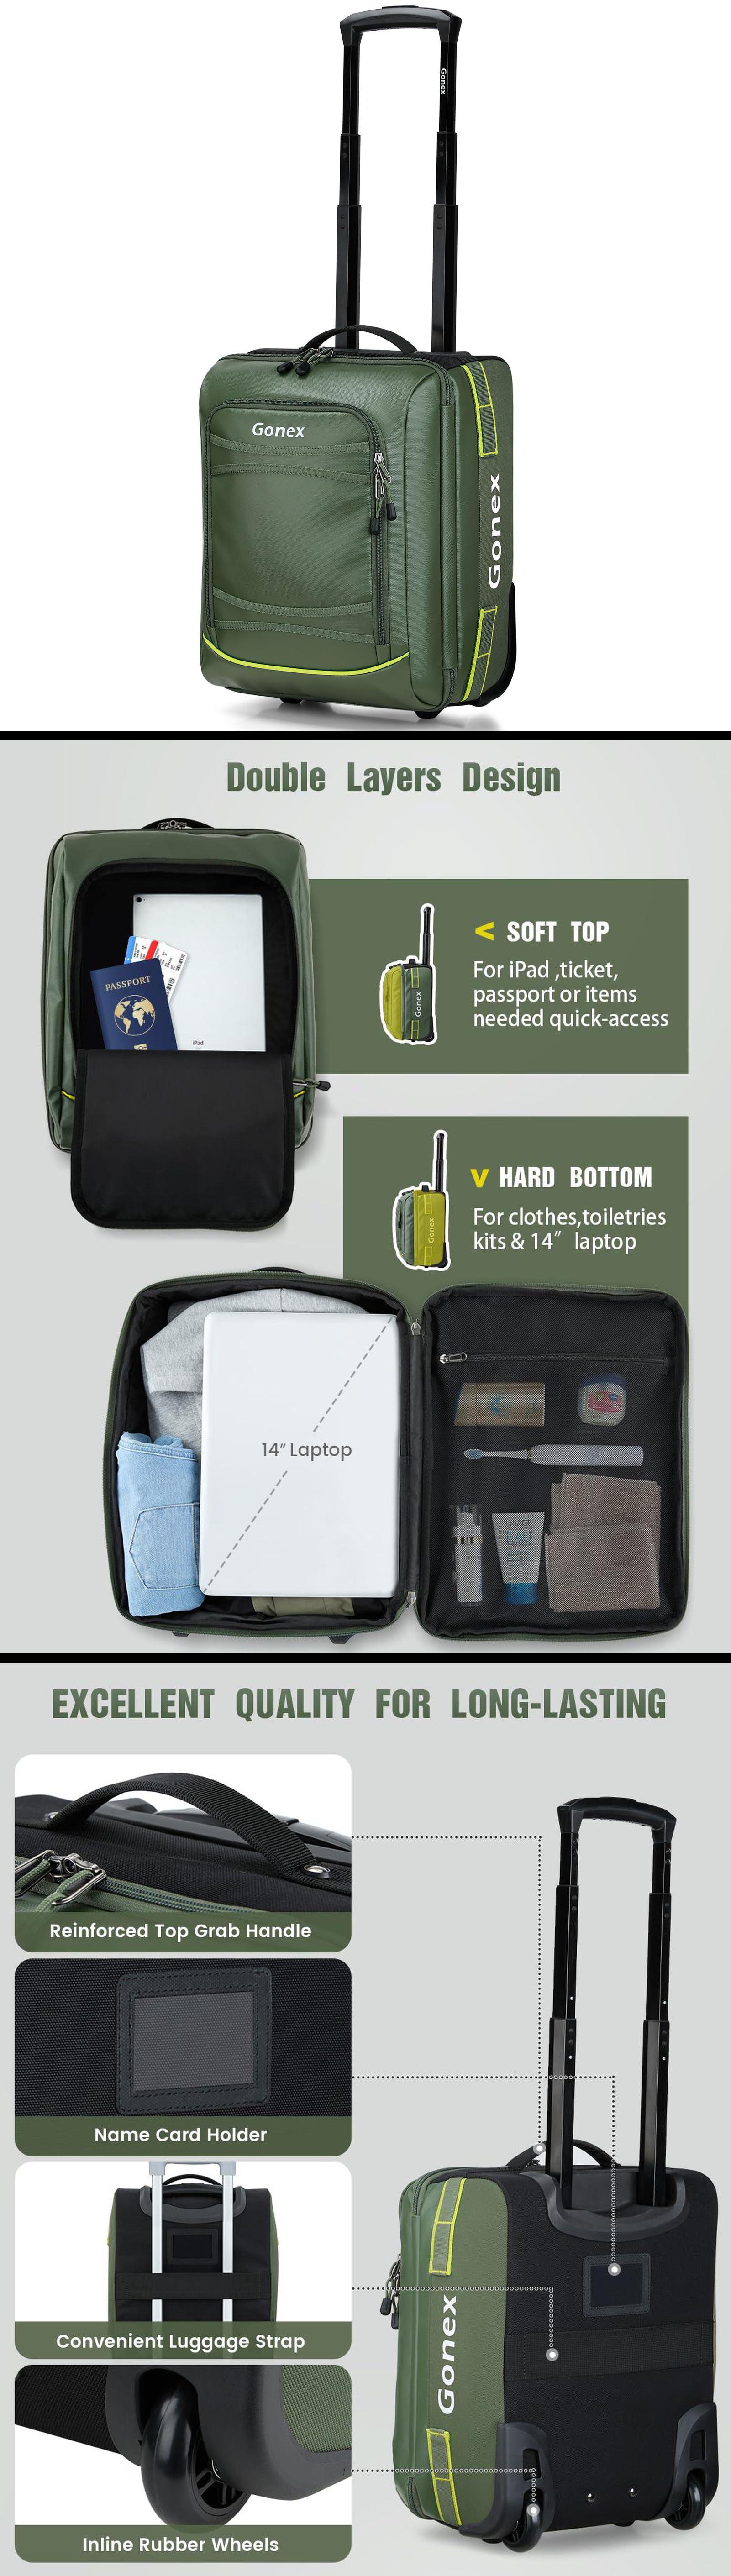 Gonex
Gonex
Gonex
Double Layers Design
PASSPORT
iPad
< SOFT TOP
For iPad ,ticket,
passport or items
needed quick-access
Gonex
v HARD BOTTOM
For clothes,toiletries
kits & 14” laptop
Gonex
14” Laptop
EAU
EXCELLENT QUALITY FOR LONG-LASTING
Reinforced Top Grab Handle
Name Card Holder
Convenient Luggage Strap
Inline Rubber Wheels
Gonex